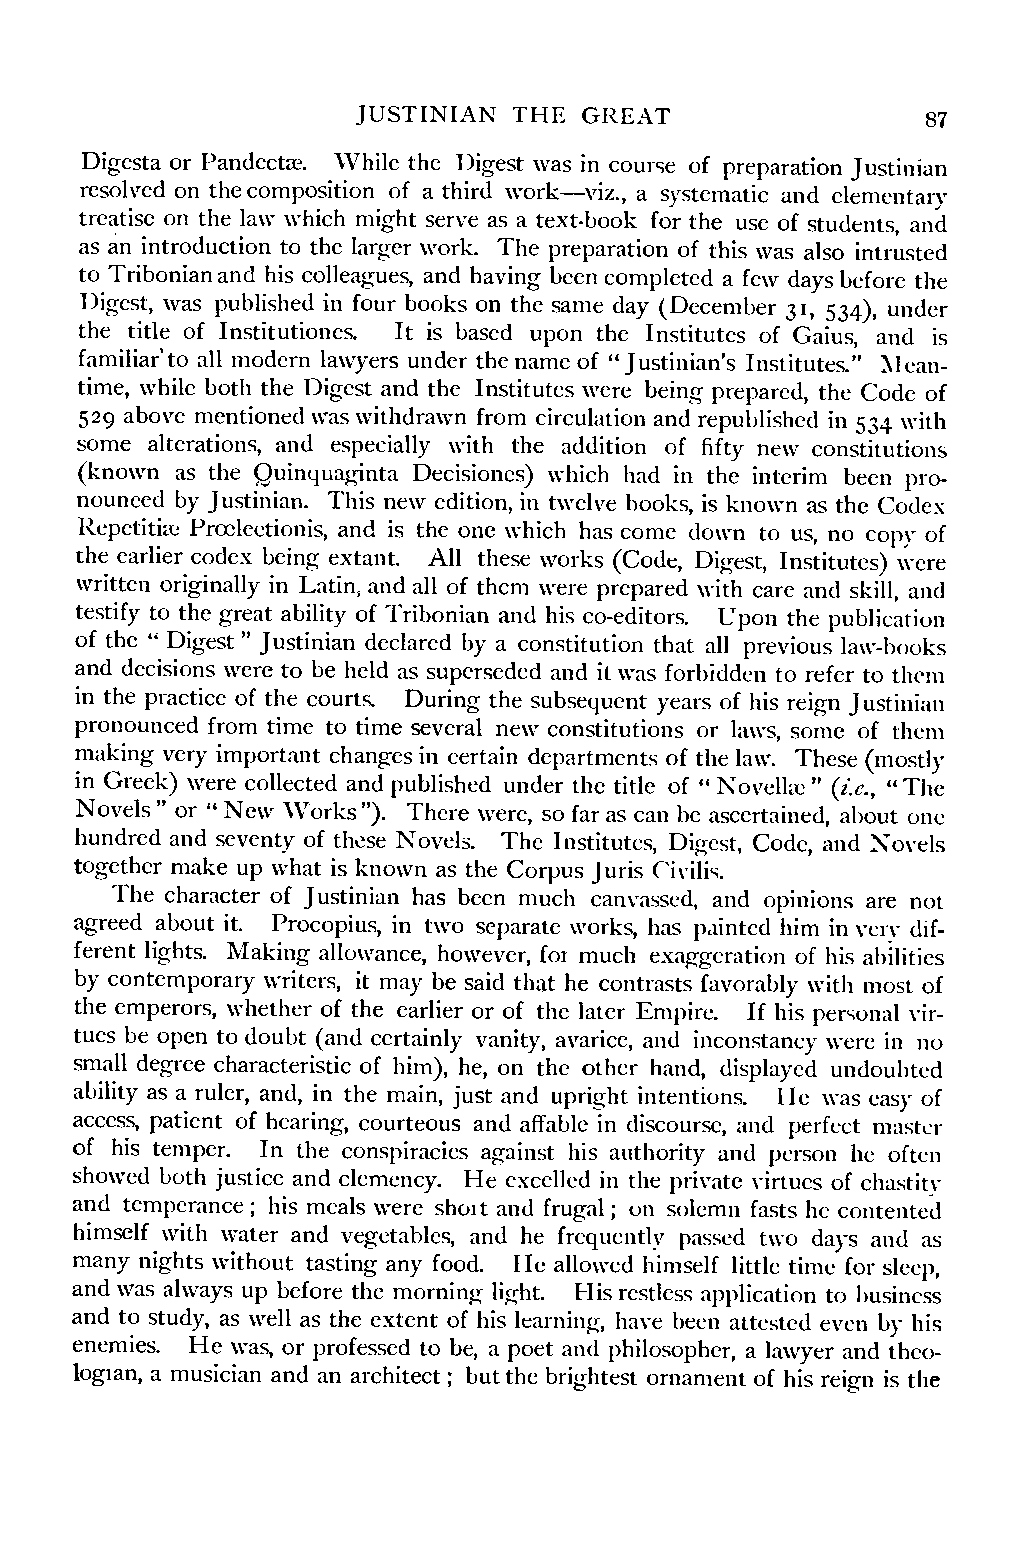 JUSTINIAN THE GREAT 87
Digesta or Pandectæ. While the Digest was in course of preparation Justinian
resolved on the composition of a third work—viz., a systematic and elementary
treatise on the law which might serve as a text-book for the use of students, and
as an introduction to the larger work. The preparation of this was also intrusted
to Tribonian and his colleagues, and having been completed a few days before the
Digest, was published in four books on the same day (December 31, 534), under
the title of Institutiones. It is based upon the Institutes of Gaius, and is
familiar to all modern lawyers under the name of "Justinian's Institutes." Mean-
time, while both the Digest and the Institutes were being prepared, the Code of
529 above mentioned was withdrawn from circulation and republished in 534 with
some alterations, and especially with the addition of fifty new constitutions
(known as the Quinquaginta Decisiones) which had in the interim been pro-
nounced by Justinian. This new edition, in twelve books, is known as the Codex
Repetitiæ Prœlectionis, and is the one which has come down to us, no copy of
the earlier codex being extant. All these works (Code, Digest, Institutes) were
written originally in Latin, and all of them were prepared with care and skill, and
testify to the great ability of Tribonian and his co-editors. Upon the publication
of the "Digest" Justinian declared by a constitution that all previous law-books
and decisions were to be held as superseded and it was forbidden to refer to them
in the practice of the courts. During the subsequent years of his reign Justinian
pronounced from time to time several new constitutions or laws, some of them
making very important changes in certain departments of the law. These (mostly
in Greek) were collected and published under the title of "Novellæ" (i.e., "The
Novels" or "New Works"). There were, so far as can be ascertained, about one
hundred and seventy of these Novels. The Institutes, Digest, Code, and Novels
together make up what is known as the Corpus Juris Civilis.
The character of Justinian has been much canvassed, and opinions are not
agreed about it. Procopius, in two separate works, has painted him in very dif-
ferent lights. Making allowance, however, for much exaggeration of his abilities
by contemporary writers, it may be said that he contrasts favorably with most of
the emperors, whether of the earlier or of the later Empire. If his personal vir-
tues be open to doubt (and certainly vanity, avarice, and inconstancy were in no
small degree characteristic of him), he, on the other hand, displayed undoubted
ability as a ruler, and, in the main, just and upright intentions. He was easy of
access, patient of hearing, courteous and affable in discourse, and perfect master
of his temper. In the conspiracies against his authority and person he often
showed both justice and clemency. He excelled in the private virtues of chastity
and temperance; his meals were short and frugal; on solemn fasts he contented
himself with water and vegetables, and he frequently passed two days and as
many nights without tasting any food. He allowed himself little time for sleep,
and was always up before the morning light. His restless application to business
and to study, as well as the extent of his learning, have been attested even by his
enemies. He was, or professed to be, a poet and philosopher, a lawyer and theo-
logian, a musician and an architect; but the brightest ornament of his reign is the